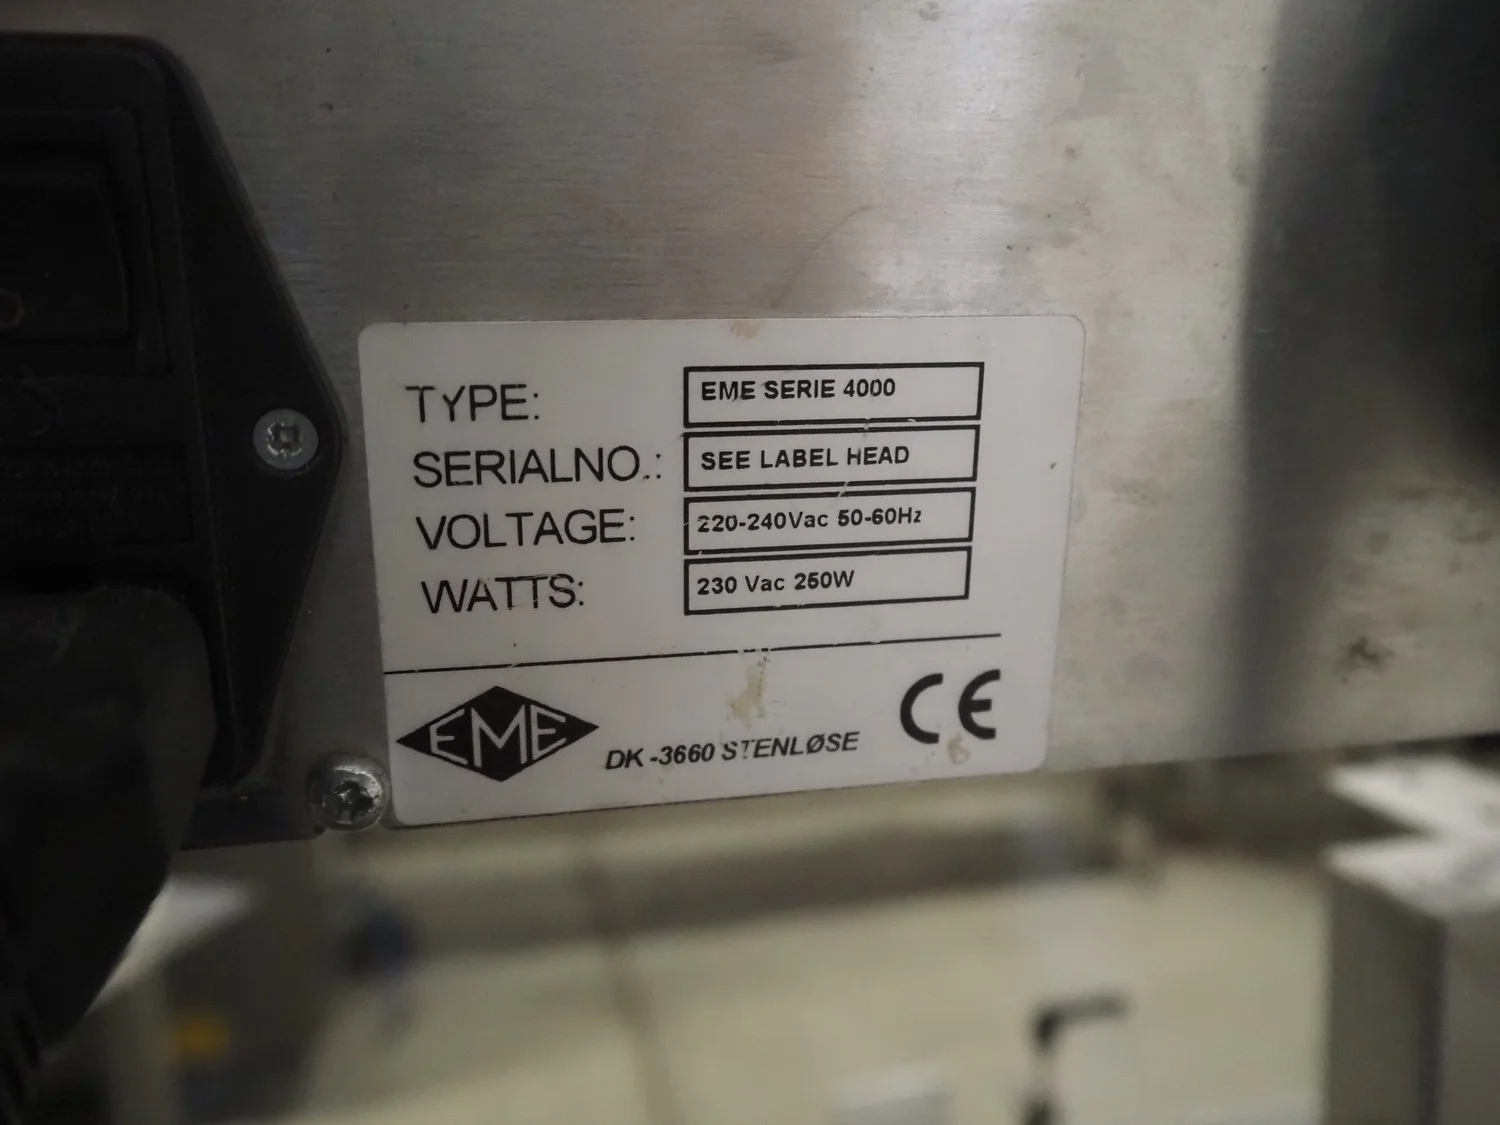 TYPE: EME SERIE 4000
SERIALNO.: SEE LABEL HEAD
VOLTAGE: 220-240Vac 50-60Hz
WATTS: 230 Vac 250W
EME DK-3660 STENLØSE CE